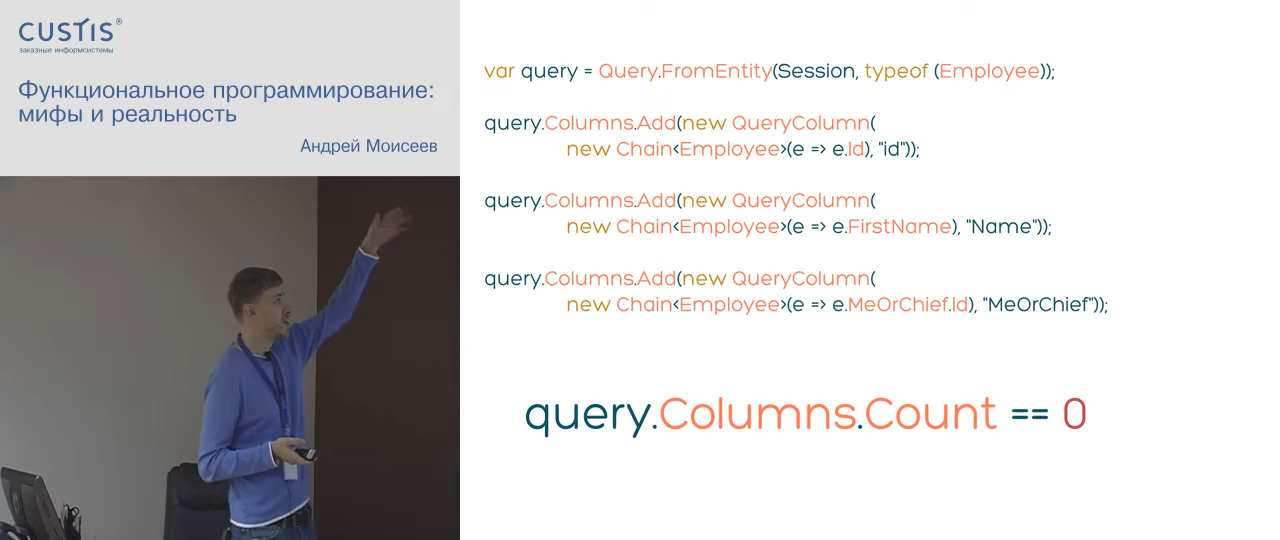 CUSTIS®
заказные информсистемы
Функциональное программирование:
мифы и реальность
Андрей Моисеев
var query = Query.FromEntity(Session, typeof (Employee));
query.Columns.Add(new QueryColumn(
new Chain<Employee>(e => e.Id), "id"));
query.Columns.Add(new QueryColumn(
new Chain<Employee>(e => e.FirstName), "Name"));
query.Columns.Add(new QueryColumn(
new Chain<Employee>(e => e.MeOrChief.Id), "MeOrChief"));
query.Columns.Count == 0